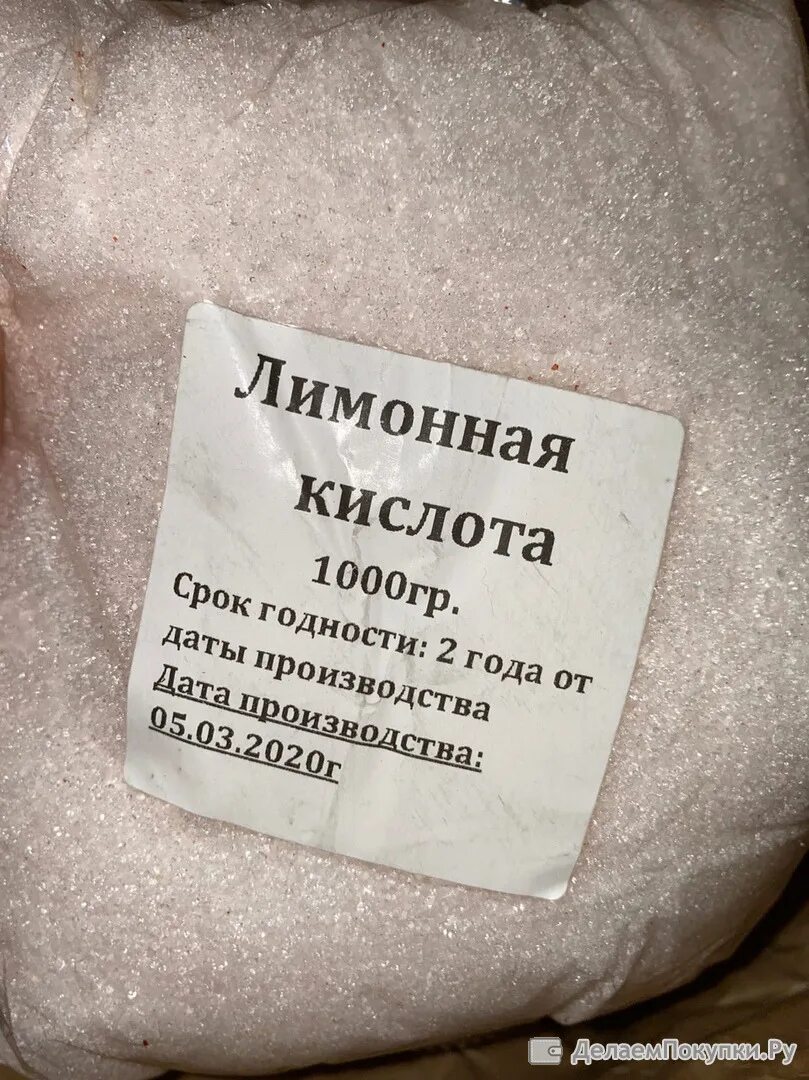 Лимонная
кислота
1000гр.
Срок годности: 2 года от
даты производства
Дата производства:
05.03.2020г
ДелаемПокупки.Ру